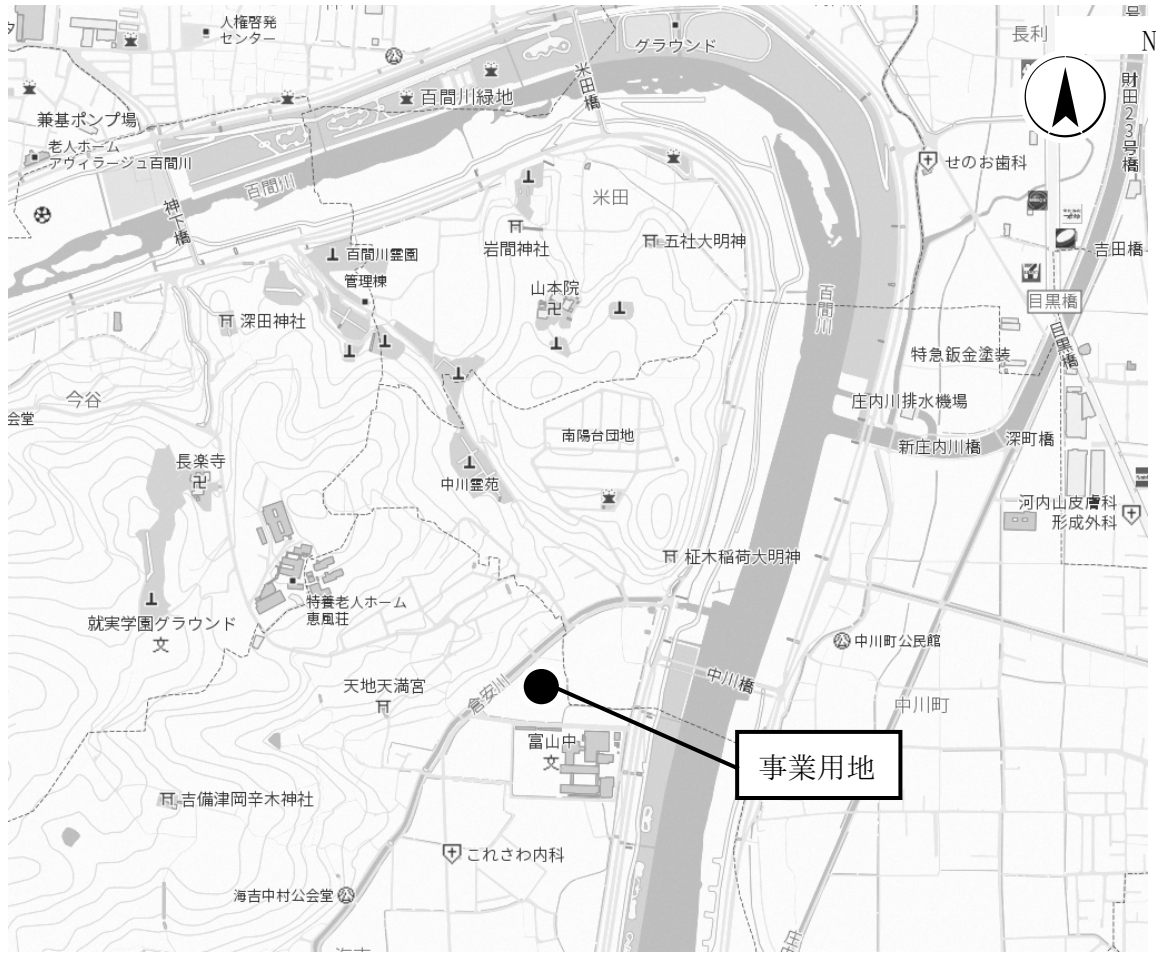 人権啓発
センター
グラウンド
長利
N
米田橋
百間川緑地
兼基ポンプ場
老人ホーム
アヴィラージュ百間川
財田23号橋
せのお歯科
百間川
神下橋
米田
岩間神社
五社大明神
吉田橋
百間川霊園
管理棟
山本院
百間川
目黒橋
目黒橋
深田神社
特急鈑金塗装
今谷
会堂
庄内川排水機場
南陽台団地
新庄内川橋
深町橋
長楽寺
中川霊苑
河内山皮膚科
形成外科
柾木稲荷大明神
特養老人ホーム
恵風荘
就実学園グラウンド
文
中川町公民館
天地天満宮
倉安川
中川橋
中川町
富山中
文
事業用地
吉備津岡辛木神社
これさわ内科
海吉中村公会堂